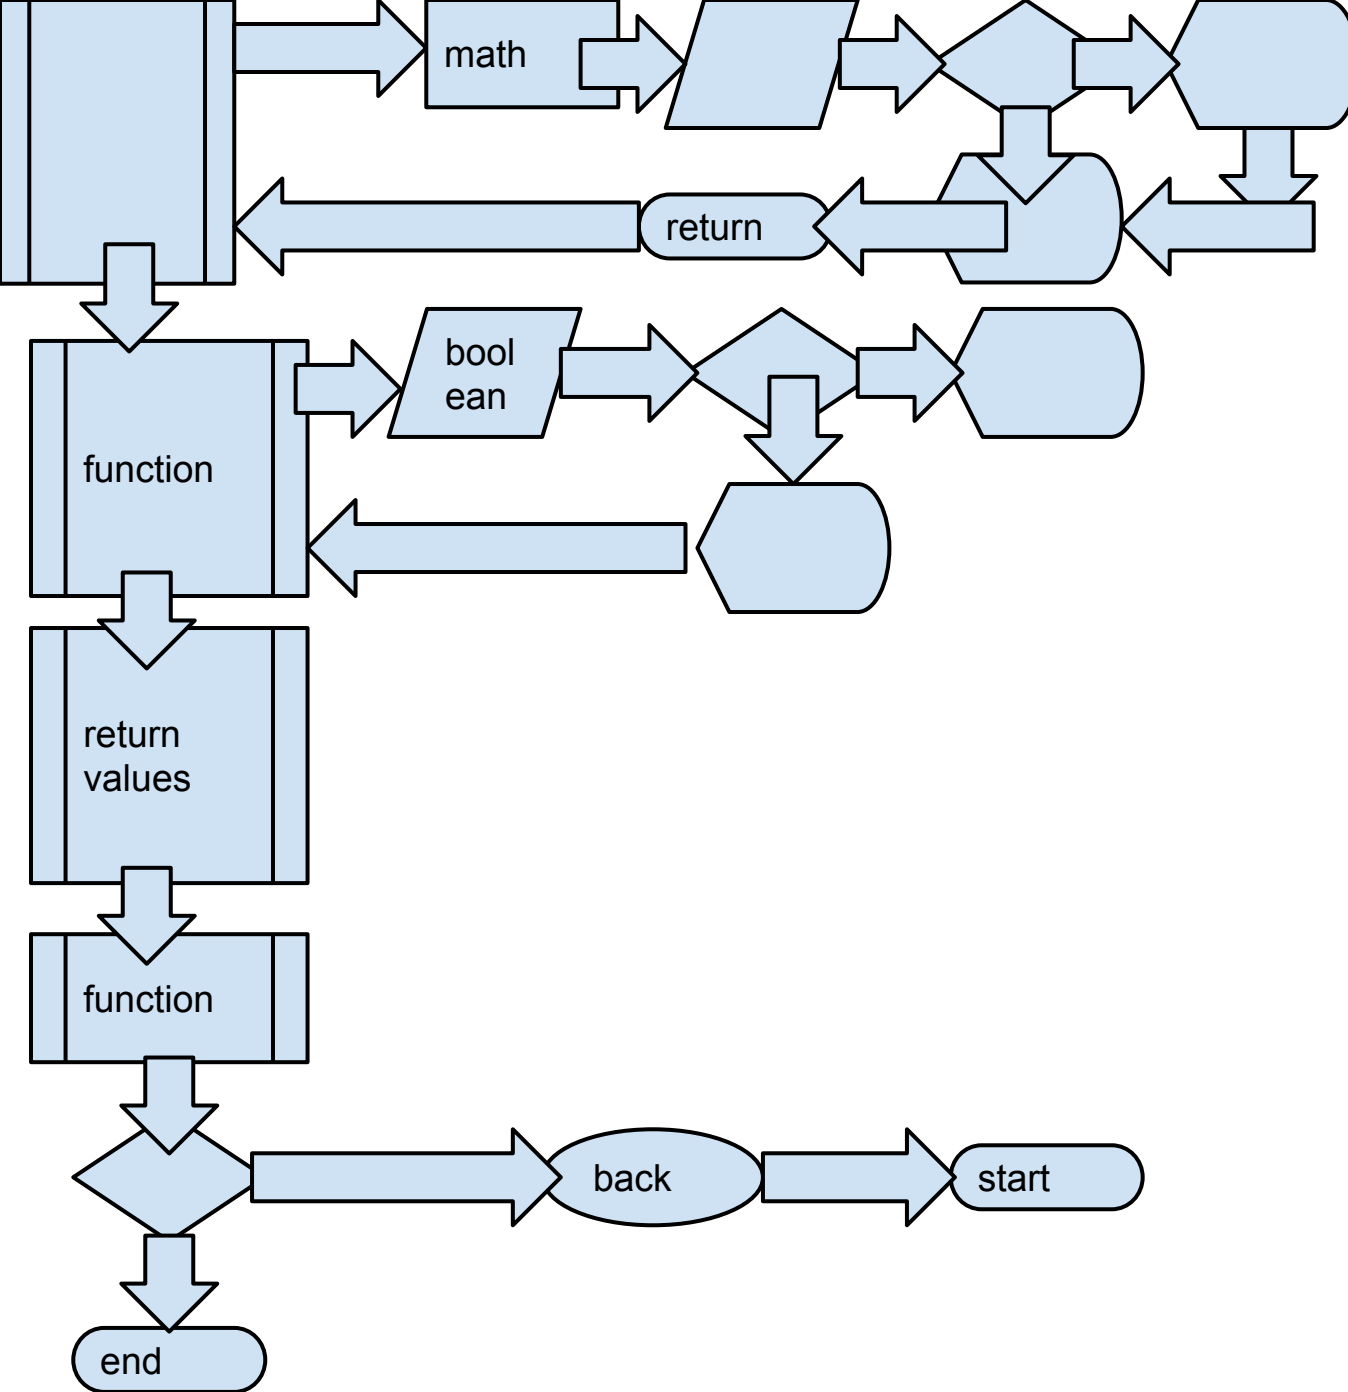 math
return
bool
ean
function
return
values
function
back
start
end